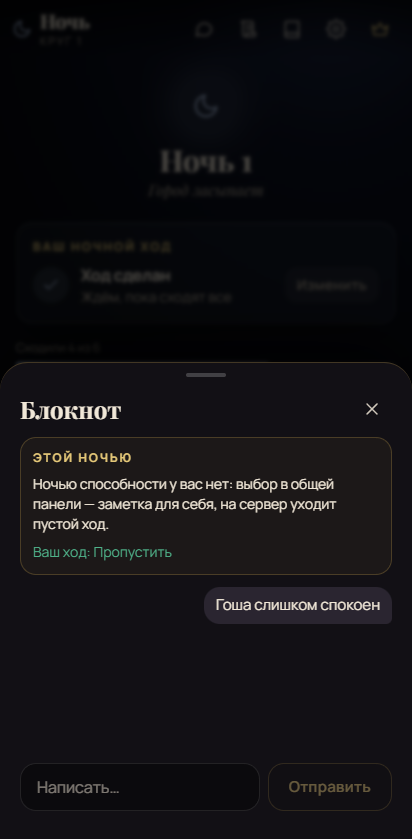 Ночь
КРУГ 1
Ночь 1
Город засыпает
ВАШ НОЧНОЙ ХОД
Ход сделан
Ждём, пока сходят все
Изменить
Блокнот
ЭТОЙ НОЧЬЮ
Ночью способности у вас нет: выбор в общей
панели — заметка для себя, на сервер уходит
пустой ход.
Ваш ход: Пропустить
Гоша слишком спокоен
Написать…
Отправить